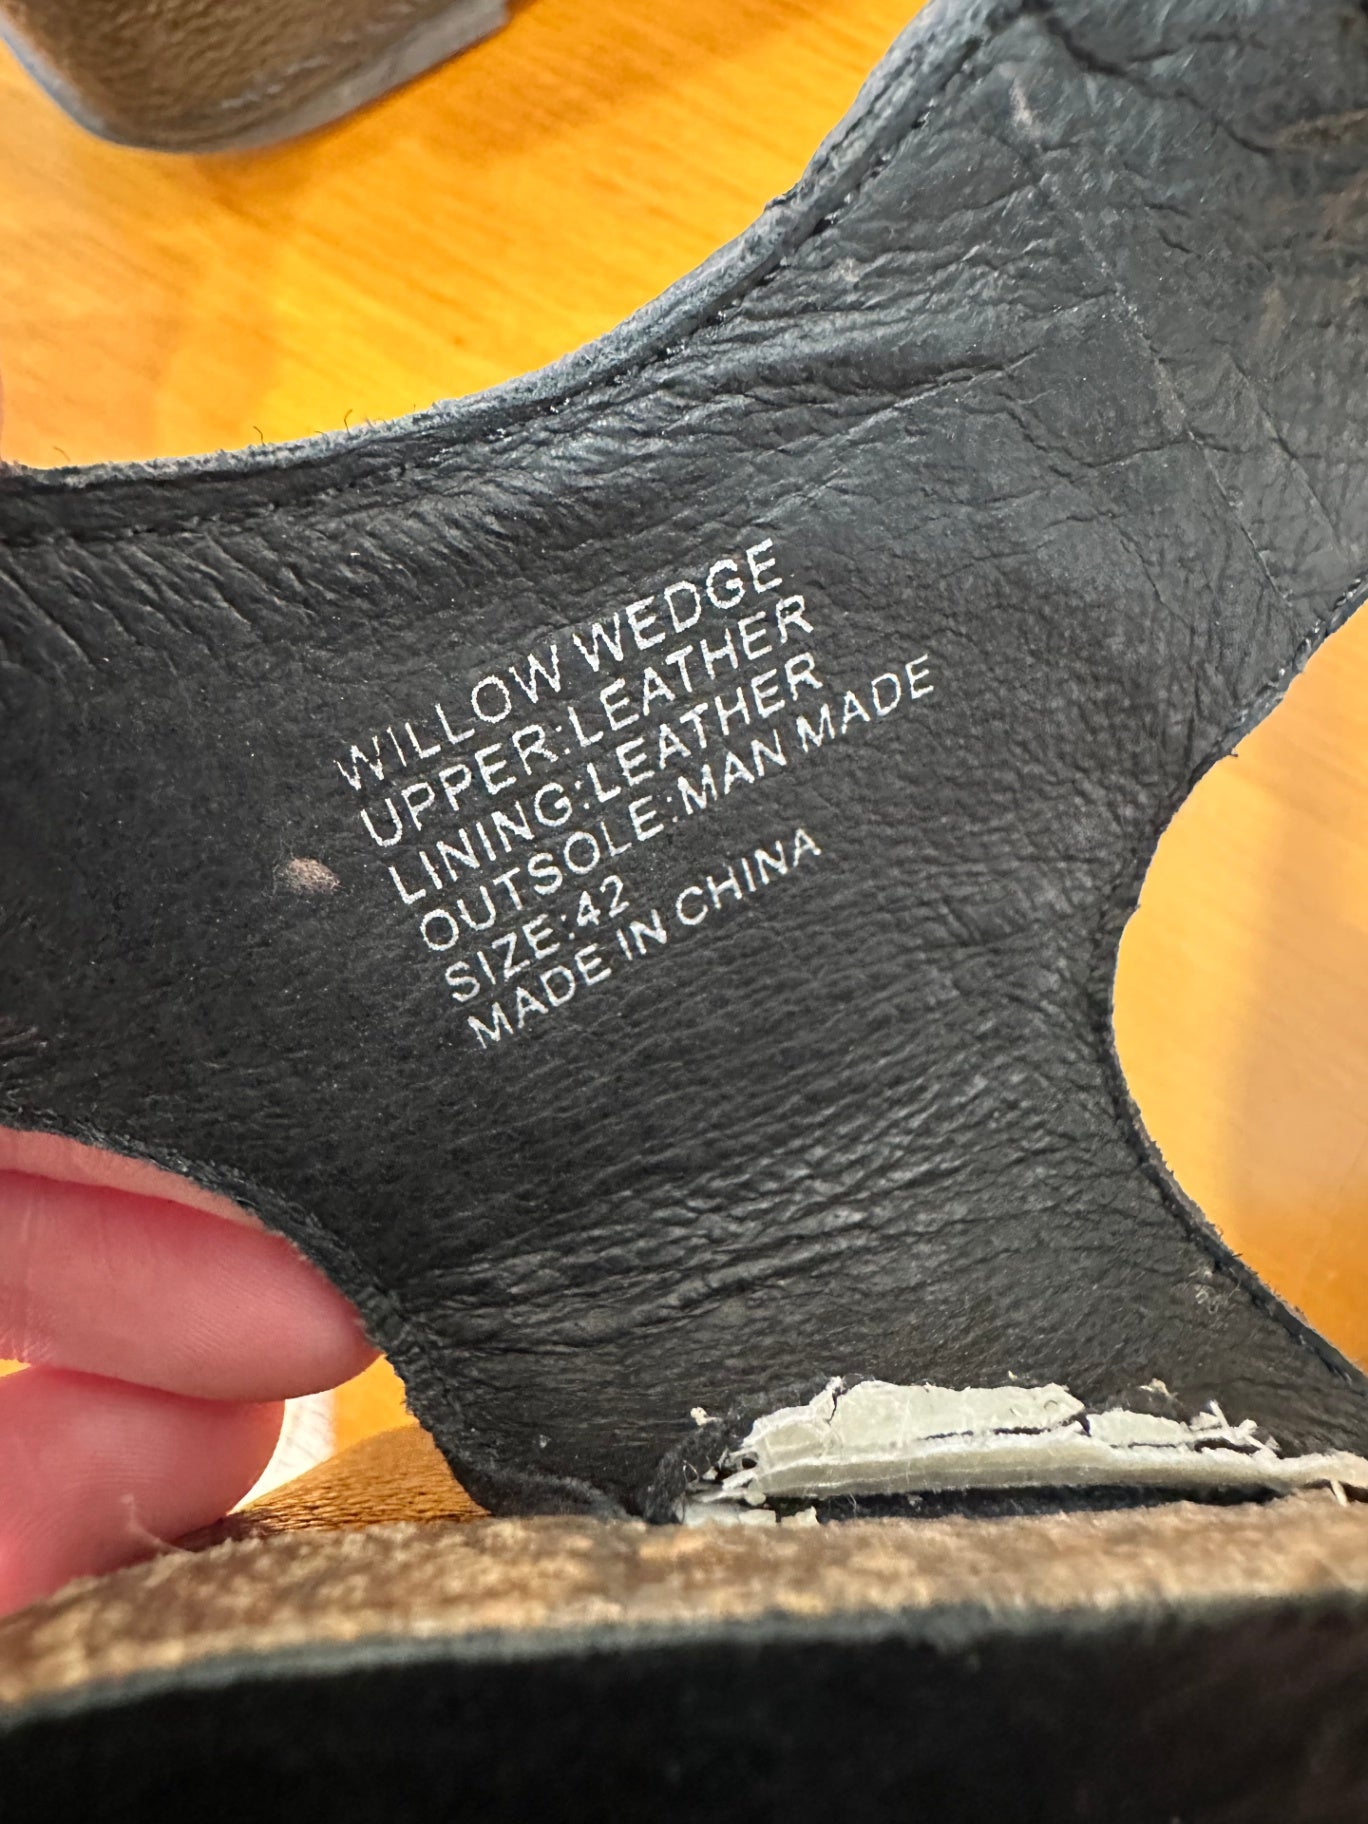 WILLOW WEDGE
UPPER:LEATHER
LINING:LEATHER
OUTSOLE:MAN MADE
SIZE:42
MADE IN CHINA